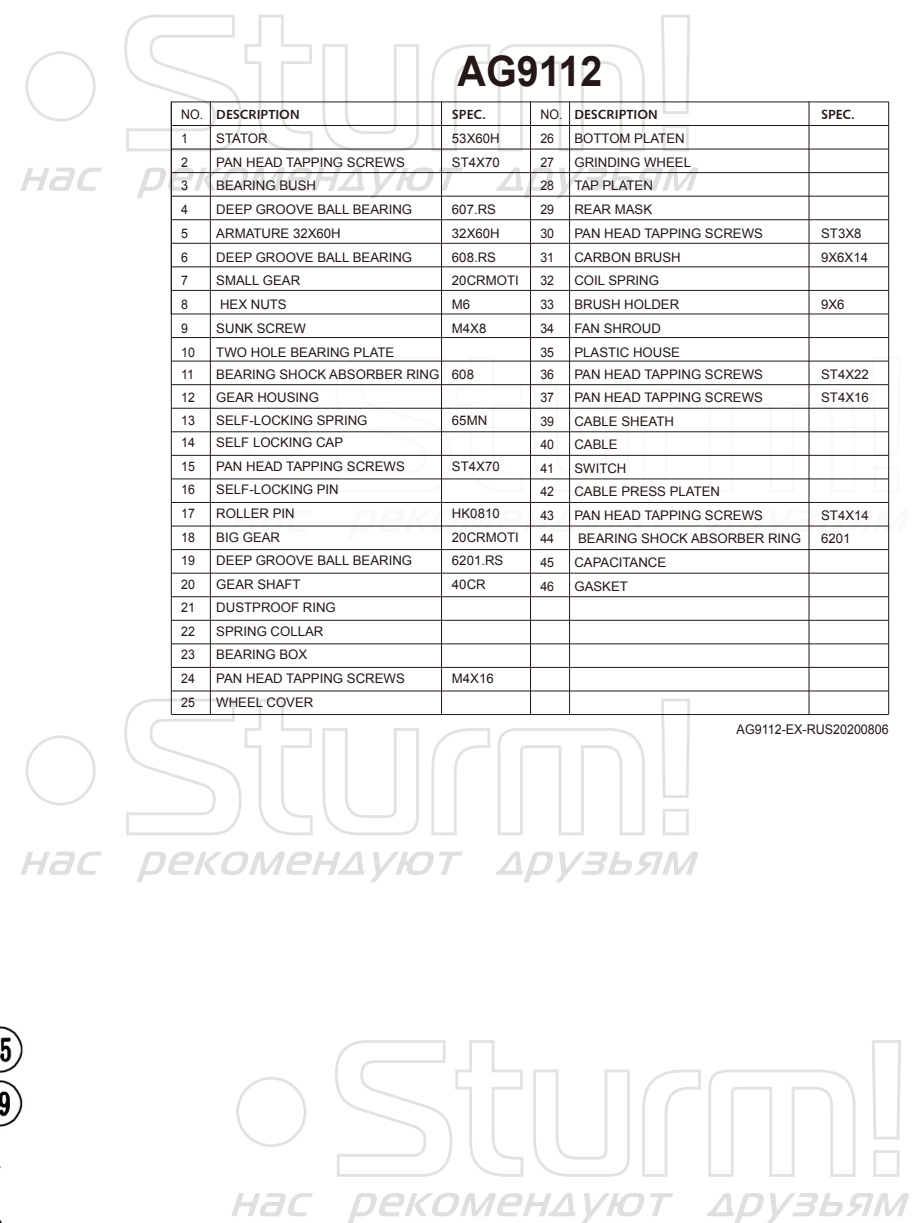 •Sturm!
AG9112
нас рекомендуют друзьям
NO. DESCRIPTION SPEC. NO. DESCRIPTION SPEC.
1 STATOR 53X60H 26 BOTTOM PLATEN
2 PAN HEAD TAPPING SCREWS ST4X70 27 GRINDING WHEEL
3 BEARING BUSH 28 TAP PLATEN
4 DEEP GROOVE BALL BEARING 607.RS 29 REAR MASK
5 ARMATURE 32X60H 32X60H 30 PAN HEAD TAPPING SCREWS ST3X8
6 DEEP GROOVE BALL BEARING 608.RS 31 CARBON BRUSH 9X6X14
7 SMALL GEAR 20CRMOTI 32 COIL SPRING
8 HEX NUTS M6 33 BRUSH HOLDER 9X6
9 SUNK SCREW M4X8 34 FAN SHROUD
10 TWO HOLE BEARING PLATE 35 PLASTIC HOUSE
11 BEARING SHOCK ABSORBER RING 608 36 PAN HEAD TAPPING SCREWS ST4X22
12 GEAR HOUSING 37 PAN HEAD TAPPING SCREWS ST4X16
13 SELF-LOCKING SPRING 65MN 39 CABLE SHEATH
14 SELF LOCKING CAP 40 CABLE
15 PAN HEAD TAPPING SCREWS ST4X70 41 SWITCH
16 SELF-LOCKING PIN 42 CABLE PRESS PLATEN
17 ROLLER PIN HK0810 43 PAN HEAD TAPPING SCREWS ST4X14
18 BIG GEAR 20CRMOTI 44 BEARING SHOCK ABSORBER RING 6201
19 DEEP GROOVE BALL BEARING 6201.RS 45 CAPACITANCE
20 GEAR SHAFT 40CR 46 GASKET
21 DUSTPROOF RING
22 SPRING COLLAR
23 BEARING BOX
24 PAN HEAD TAPPING SCREWS M4X16
25 WHEEL COVER
•Sturm!
нас рекомендуют друзьям
AG9112-EX-RUS20200806
•Sturm!
нас рекомендуют друзьям
5
9
•Sturm!
нас рекомендуют друзьям